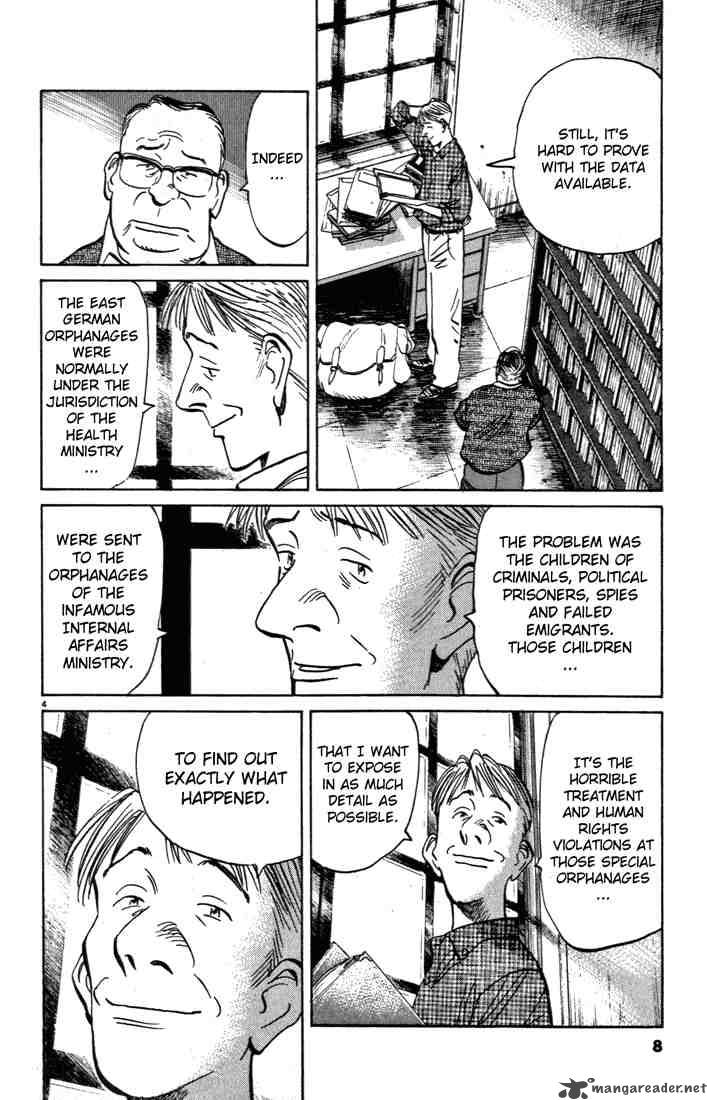 STILL, IT'S
HARD TO PROVE
WITH THE DATA
AVAILABLE.
INDEED
...
THE EAST
GERMAN
ORPHANAGES
WERE
NORMALLY
UNDER THE
JURISDICTION
OF THE
HEALTH
MINISTRY
...
THE PROBLEM WAS
THE CHILDREN OF
CRIMINALS, POLITICAL
PRISONERS, SPIES
AND FAILED
EMIGRANTS.
THOSE CHILDREN
...
WERE SENT
TO THE
ORPHANAGES
OF THE
INFAMOUS
INTERNAL
AFFAIRS
MINISTRY.
4
IT'S THE
HORRIBLE
TREATMENT
AND HUMAN
RIGHTS
VIOLATIONS AT
THOSE SPECIAL
ORPHANAGES
...
THAT I WANT
TO EXPOSE
IN AS MUCH
DETAIL AS
POSSIBLE.
TO FIND OUT
EXACTLY WHAT
HAPPENED.
8
mangareader.net